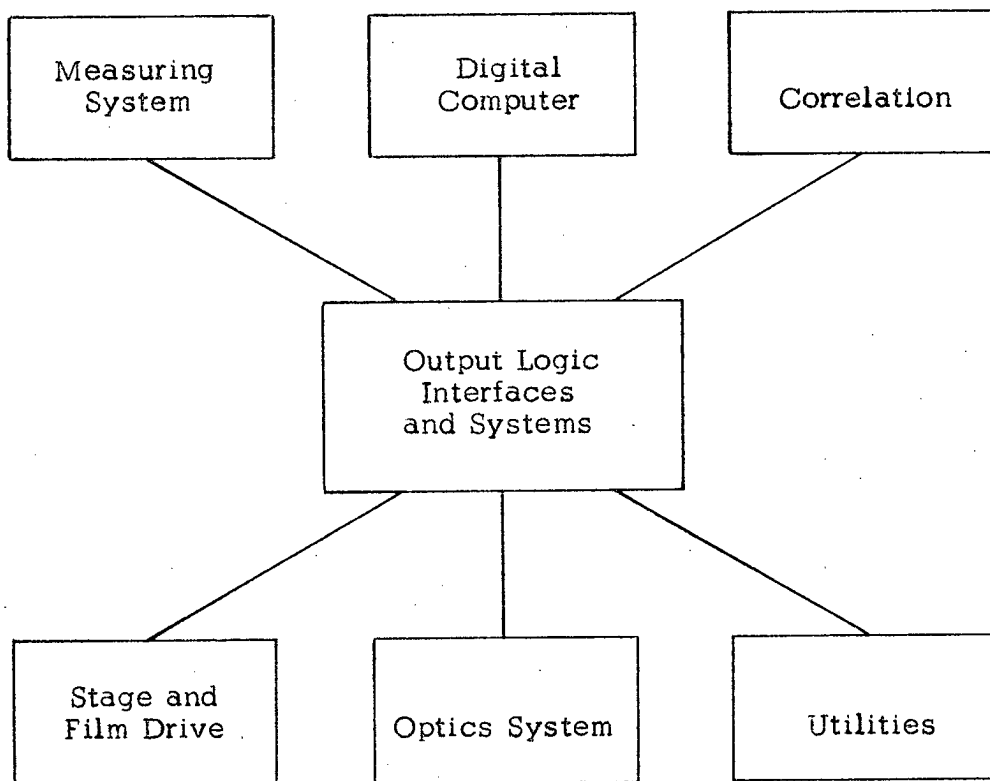 Measuring
System
Digital
Computer
Correlation
Output Logic
Interfaces
and Systems
Stage and
Film Drive
Optics System
Utilities